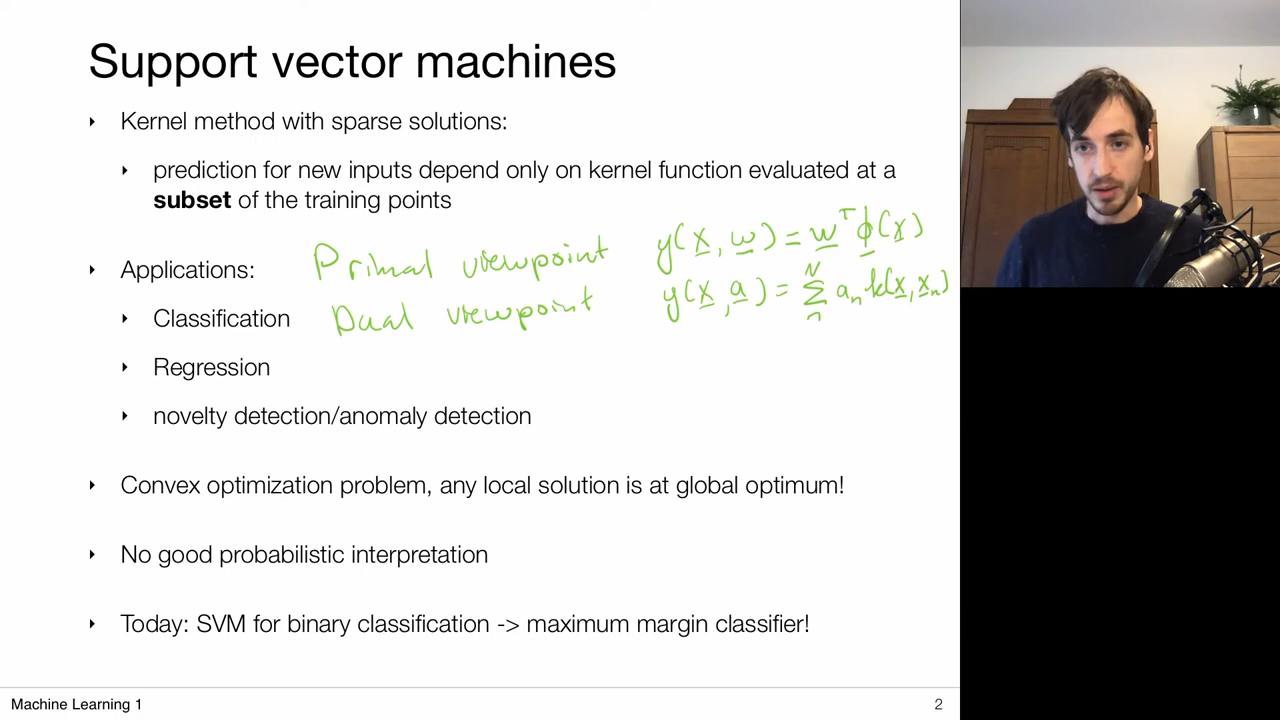 Support vector machines
‣ Kernel method with sparse solutions:
‣ prediction for new inputs depend only on kernel function evaluated at a
subset of the training points
Primal viewpoint y(x, w) = wᵀ ϕ(x)
‣ Applications:
Dual viewpoint y(x, a) = Σₙᴺ aₙ k(x, xₙ)
‣ Classification
‣ Regression
‣ novelty detection/anomaly detection
‣ Convex optimization problem, any local solution is at global optimum!
‣ No good probabilistic interpretation
‣ Today: SVM for binary classification -> maximum margin classifier!
Machine Learning 1 2